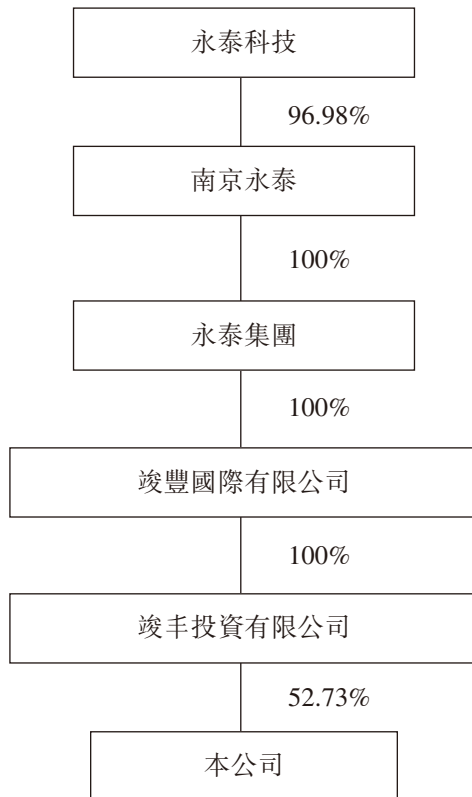 永泰科技
96.98%
南京永泰
100%
永泰集團
100%
竣豐國際有限公司
100%
竣丰投資有限公司
52.73%
本公司